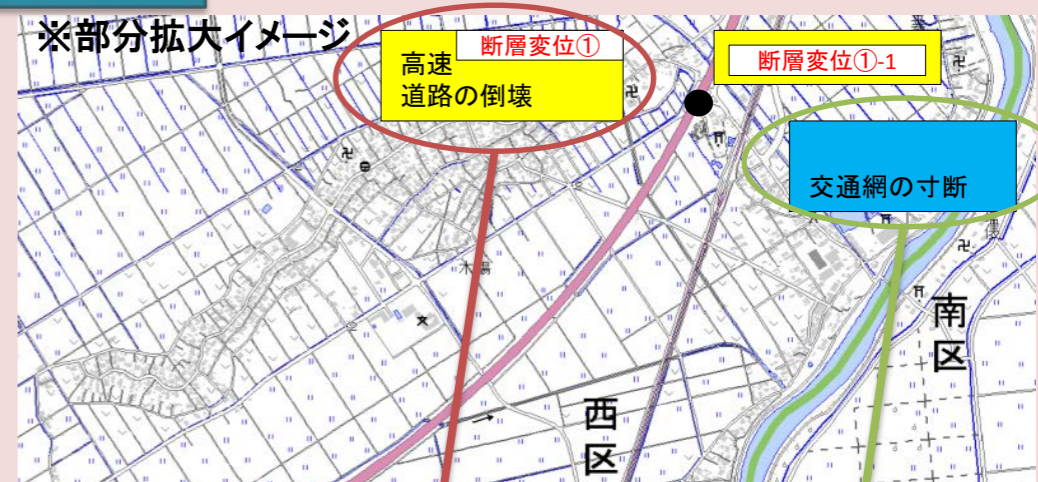 ※部分拡大イメージ
断層変位①
高速
道路の倒壊
断層変位①-1
交通網の寸断
木場
南区
西区